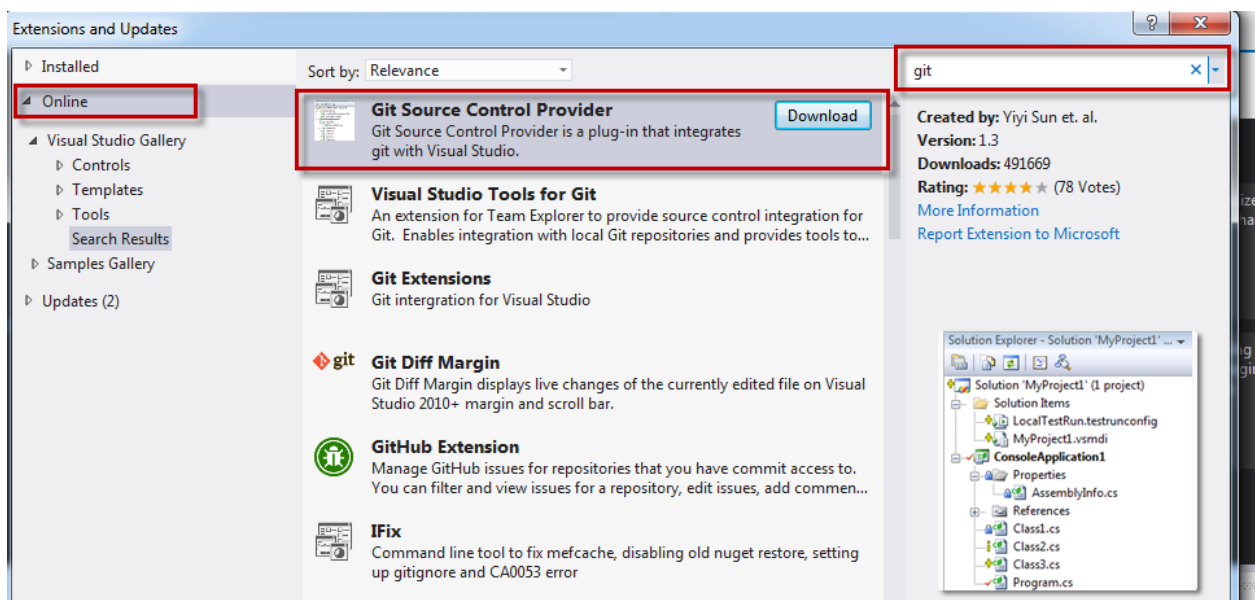 Extensions and Updates
Installed
Online
Visual Studio Gallery
Controls
Templates
Tools
Search Results
Samples Gallery
Updates (2)
Sort by: Relevance
Git Source Control Provider
Download
Git Source Control Provider is a plug-in that integrates
git with Visual Studio.
Visual Studio Tools for Git
An extension for Team Explorer to provide source control integration for
Git. Enables integration with local Git repositories and provides tools to...
Git Extensions
Git intergration for Visual Studio
git
Git Diff Margin
Git Diff Margin displays live changes of the currently edited file on Visual
Studio 2010+ margin and scroll bar.
GitHub Extension
Manage GitHub issues for repositories that you have commit access to.
You can filter and view issues for a repository, edit issues, add commen...
IFix
Command line tool to fix mefcache, disabling old nuget restore, setting
up gitignore and CA0053 error
git
Created by: Yiyi Sun et. al.
Version: 1.3
Downloads: 491669
Rating: ★★★★★ (78 Votes)
More Information
Report Extension to Microsoft
Solution Explorer - Solution 'MyProject1' ...
Solution 'MyProject1' (1 project)
Solution Items
LocalTestRun.testrunconfig
MyProject1.vsmdi
ConsoleApplication1
Properties
AssemblyInfo.cs
References
Class1.cs
Class2.cs
Class3.cs
Program.cs